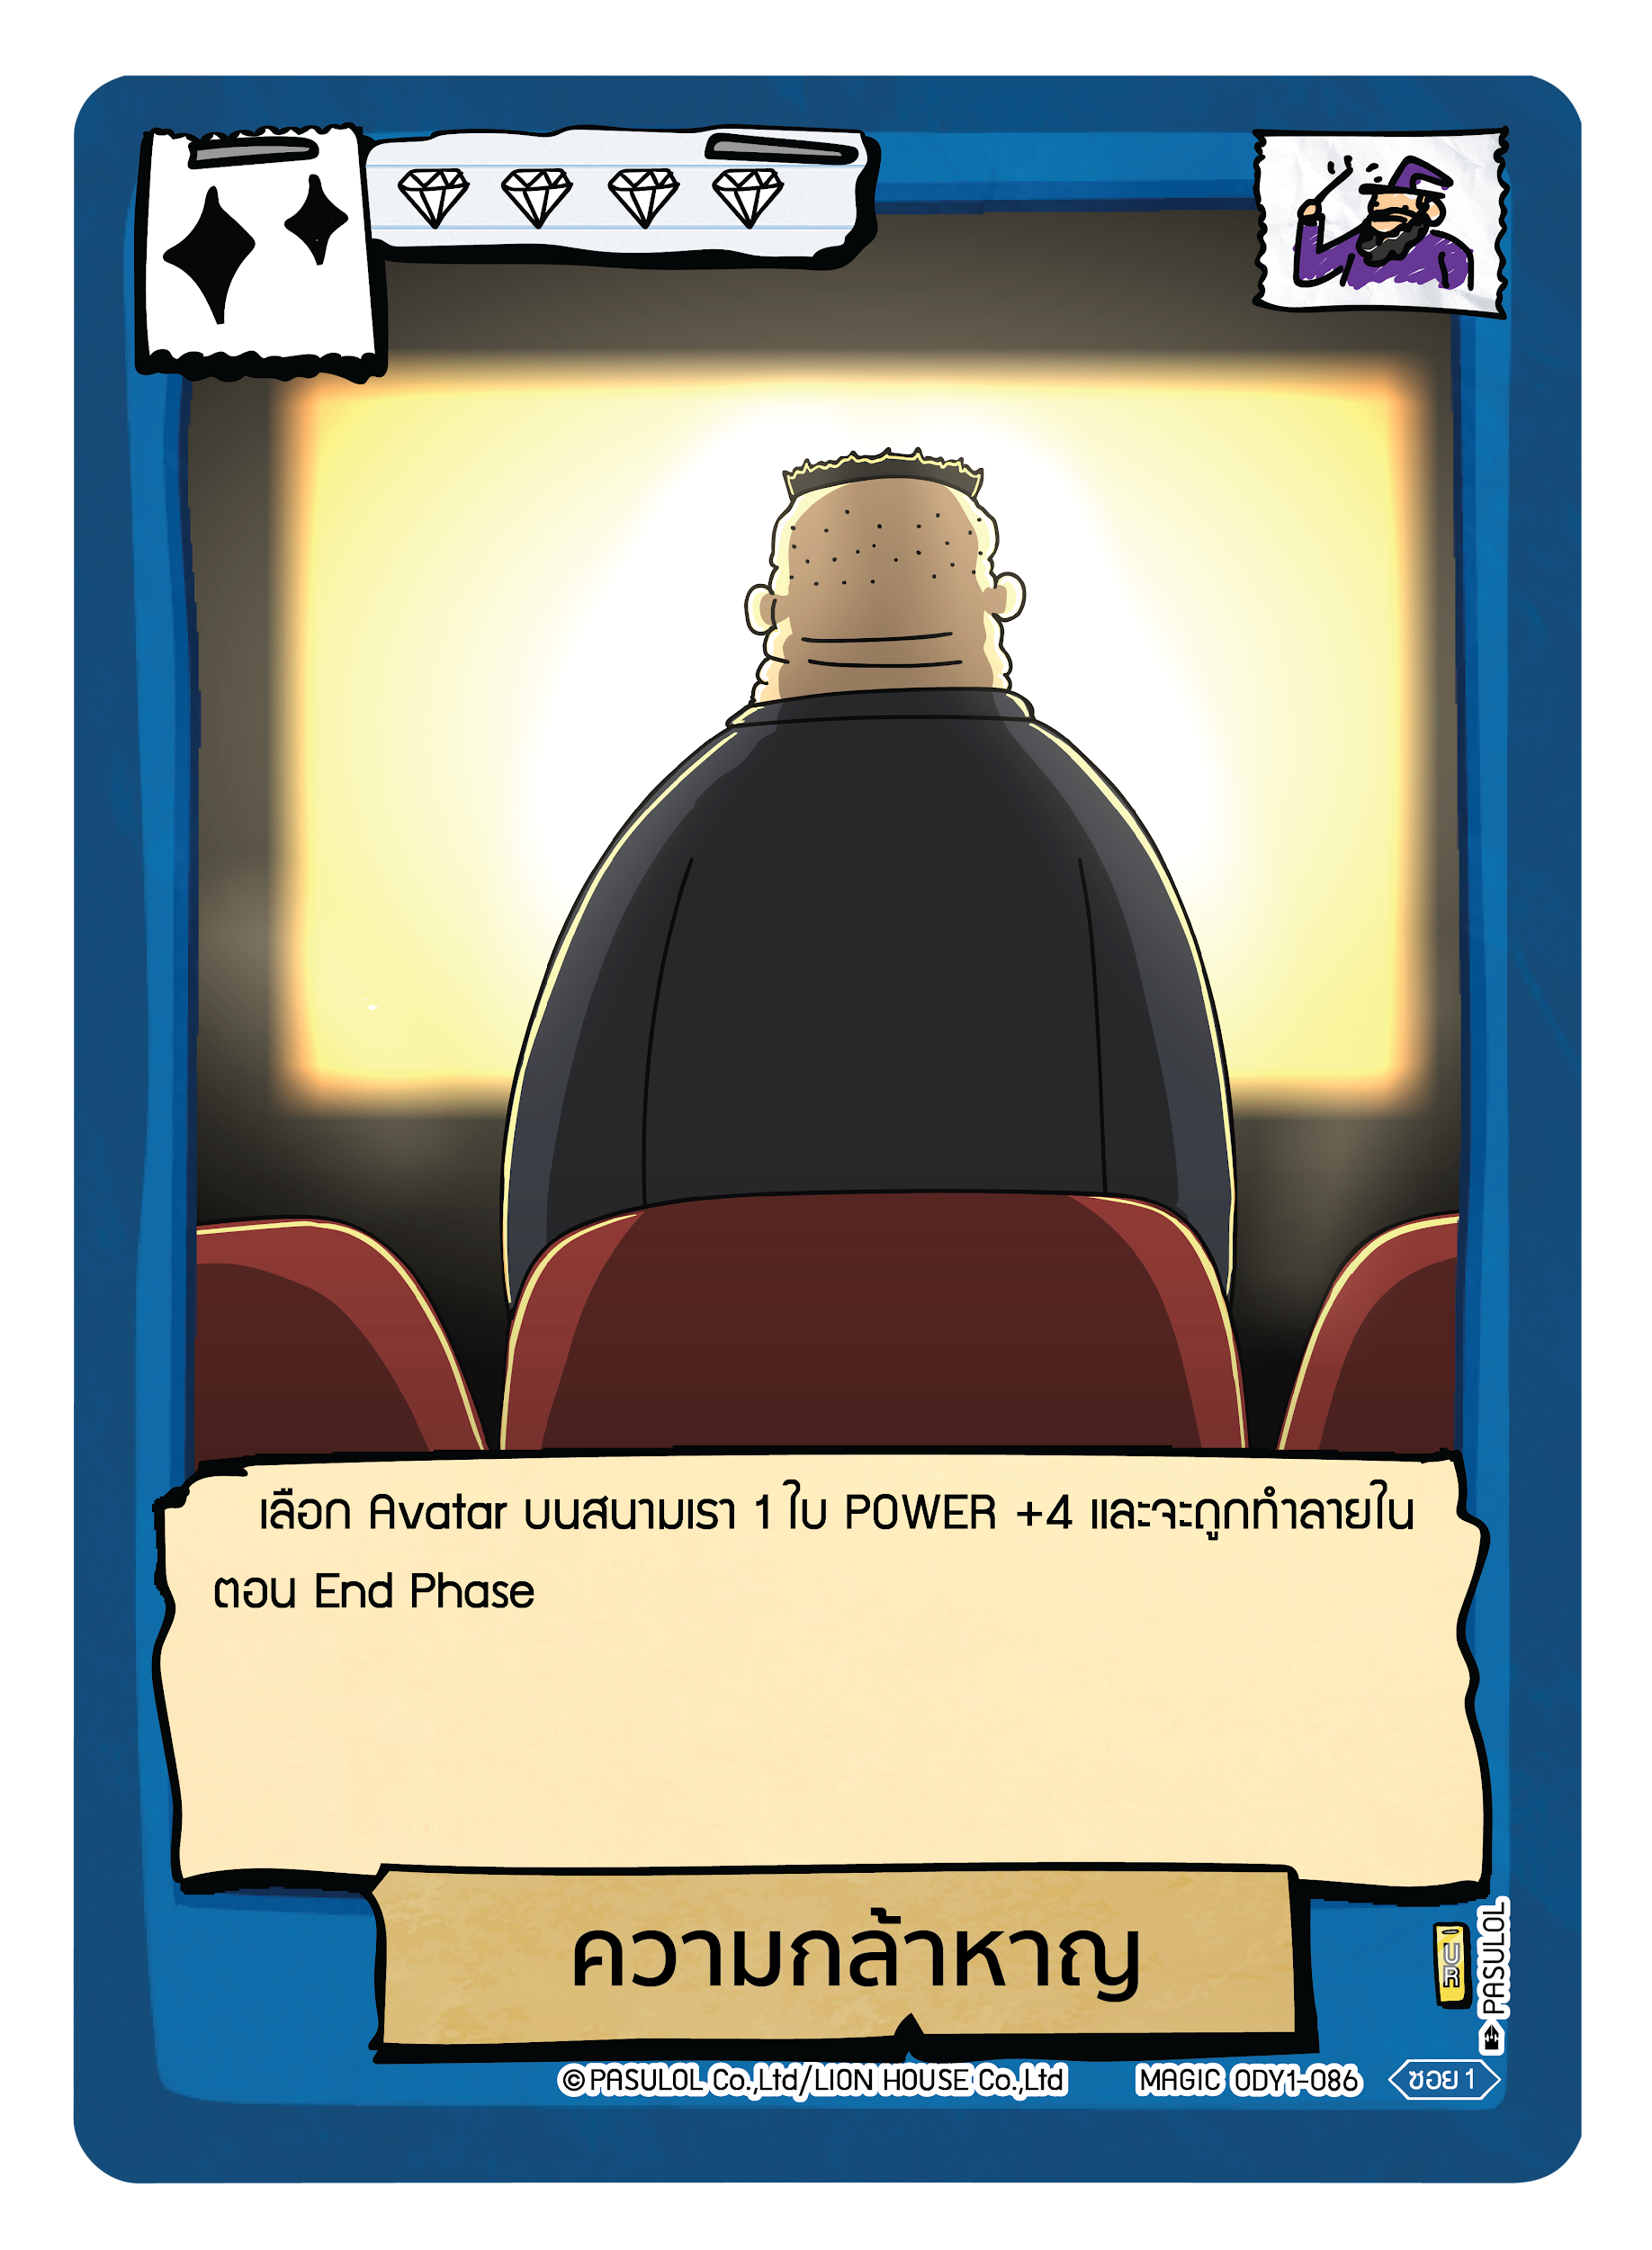 เลือก Avatar บนสนามเรา 1 ใบ POWER +4 และจะถูกทำลายใน
ตอน End Phase
ความกล้าหาญ
UR
PASULOL
©PASULOL Co.,Ltd/LION HOUSE Co.,Ltd
MAGIC ODY1-086
ซอย 1